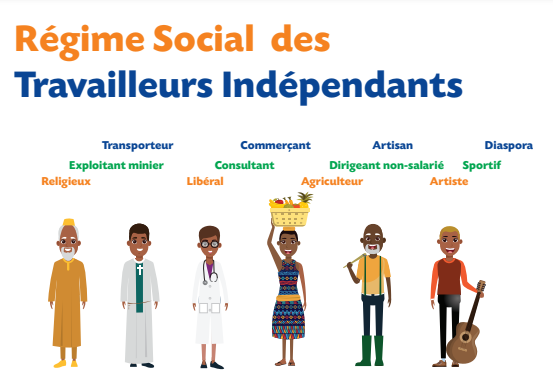 Régime Social des
Travailleurs Indépendants
Transporteur Commerçant Artisan Diaspora
Exploitant minier Consultant Dirigeant non-salarié Sportif
Religieux Libéral Agriculteur Artiste